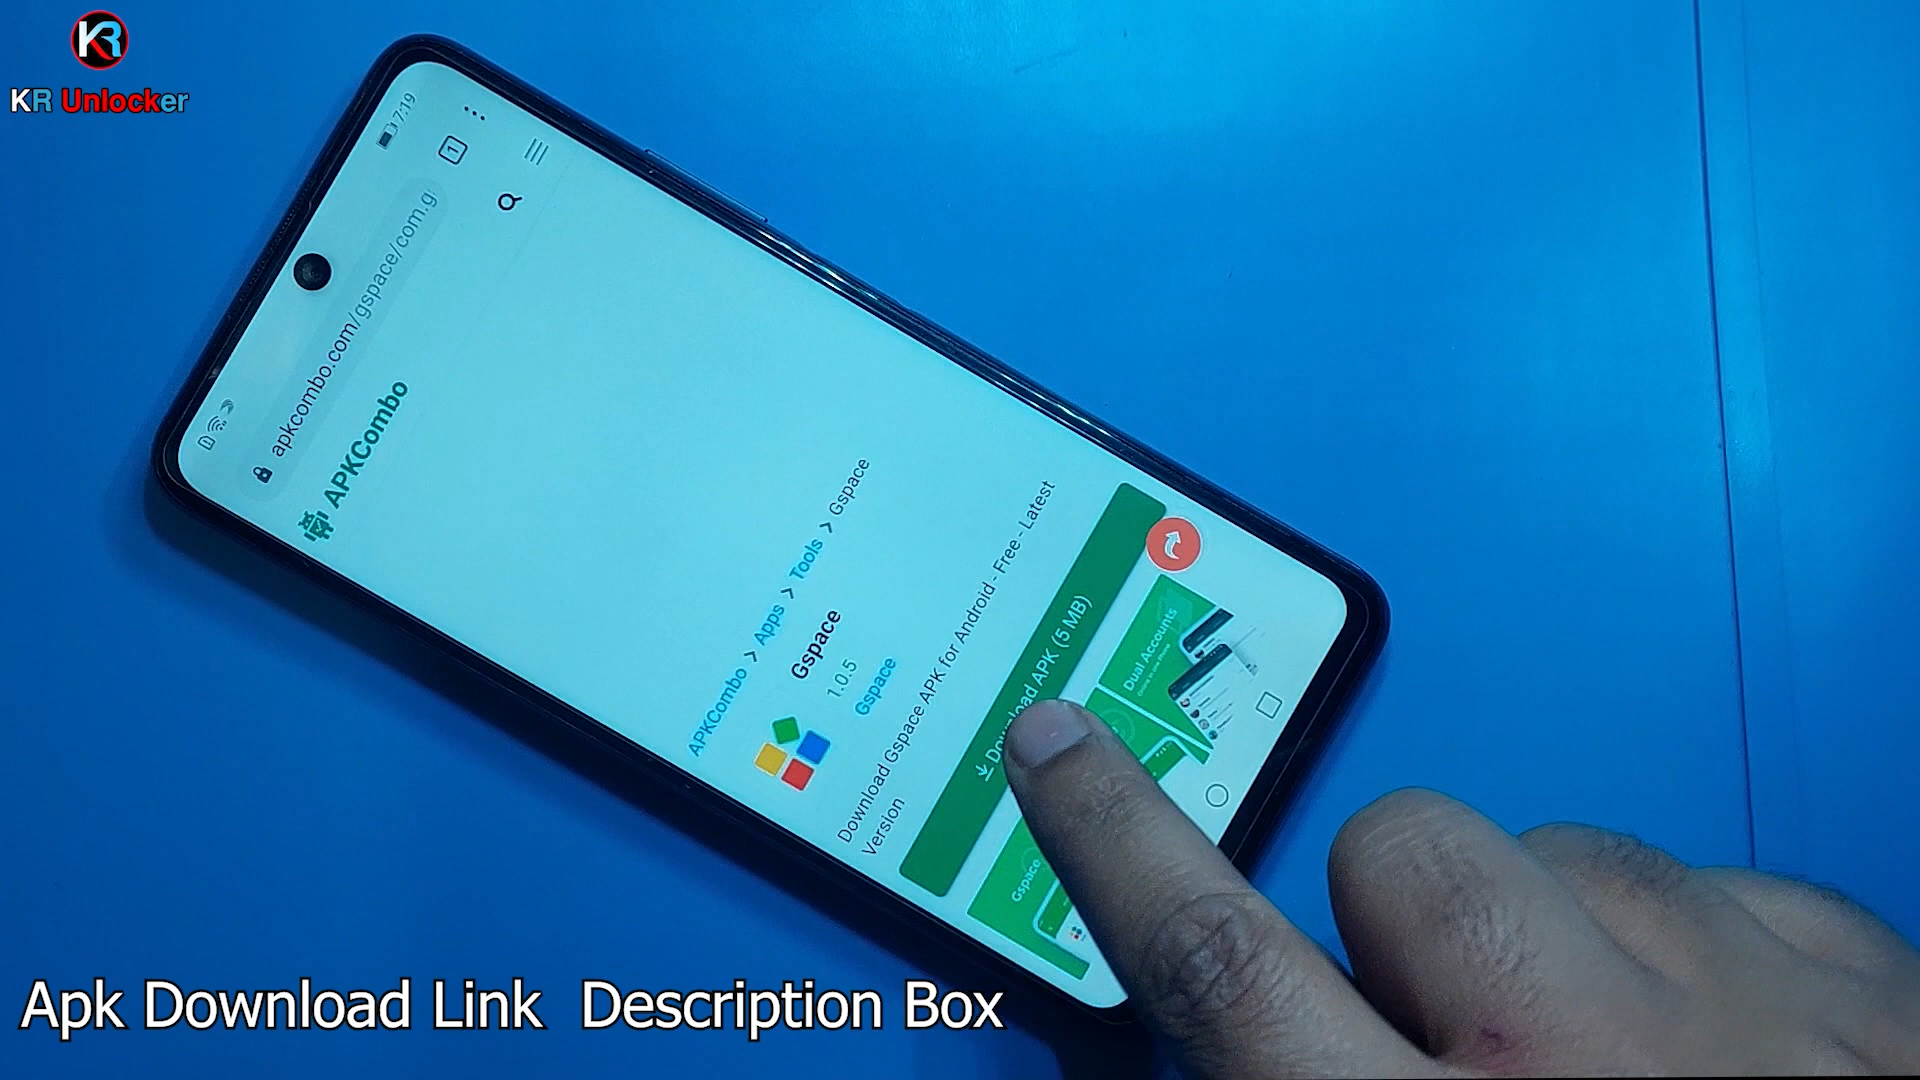 KR
KR Unlocker
7:19
1
apkcombo.com/gspace/com.g
APKCombo
APKCombo > Apps > Tools > Gspace
Gspace
1.0.5
Gspace
Download Gspace APK for Android - Free - Latest
Version
Download APK (5 MB)
Gspace
Dual Accounts
Apk Download Link Description Box